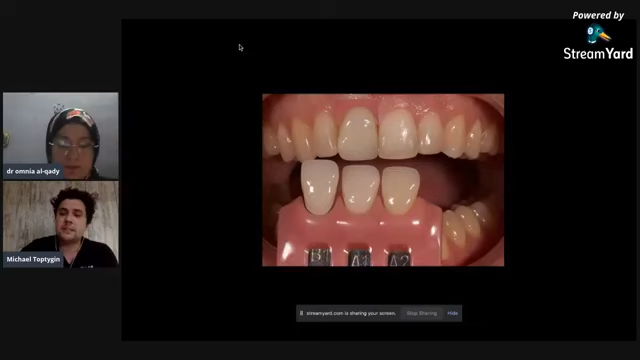 Powered by
StreamYard
dr omnia al-qady
Michael Toptygin
B1
A1
A2
streamyard.com is sharing your screen.
Stop Sharing
Hide